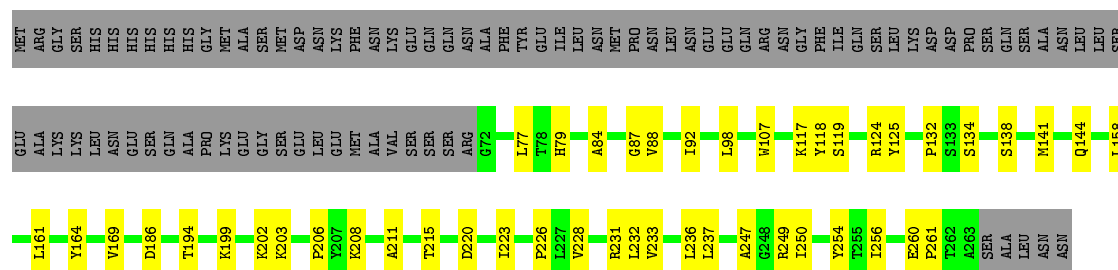 MET ARG GLY SER HIS HIS HIS HIS HIS HIS GLY MET ALA SER MET ASP ASN LYS PHE ASN LYS GLU GLN GLN ASN ALA PHE TYR GLU ILE LEU ASN MET PRO ASN LEU ASN GLU GLU GLN ARG ASN GLY PHE ILE GLN SER LEU LYS ASP ASP PRO SER GLN SER ALA ASN LEU LEU SER
GLU ALA LYS LYS LEU ASN GLU SER GLN ALA PRO LYS GLU GLY SER GLU LEU GLU MET ALA VAL SER SER SER ARG G72 L77 T78 H79 A84 G87 V88 I92 L98 W107 K117 Y118 S119 R124 Y125 P132 S133 S134 S138 M141 Q144 L158
L161 Y164 V169 D186 T194 K199 K202 K203 P206 Y207 K208 A211 T215 D220 I223 P226 L227 V228 R231 L232 V233 L236 L237 A247 G248 R249 I250 Y254 T255 I256 E260 P261 T262 A263 SER ALA LEU ASN ASN